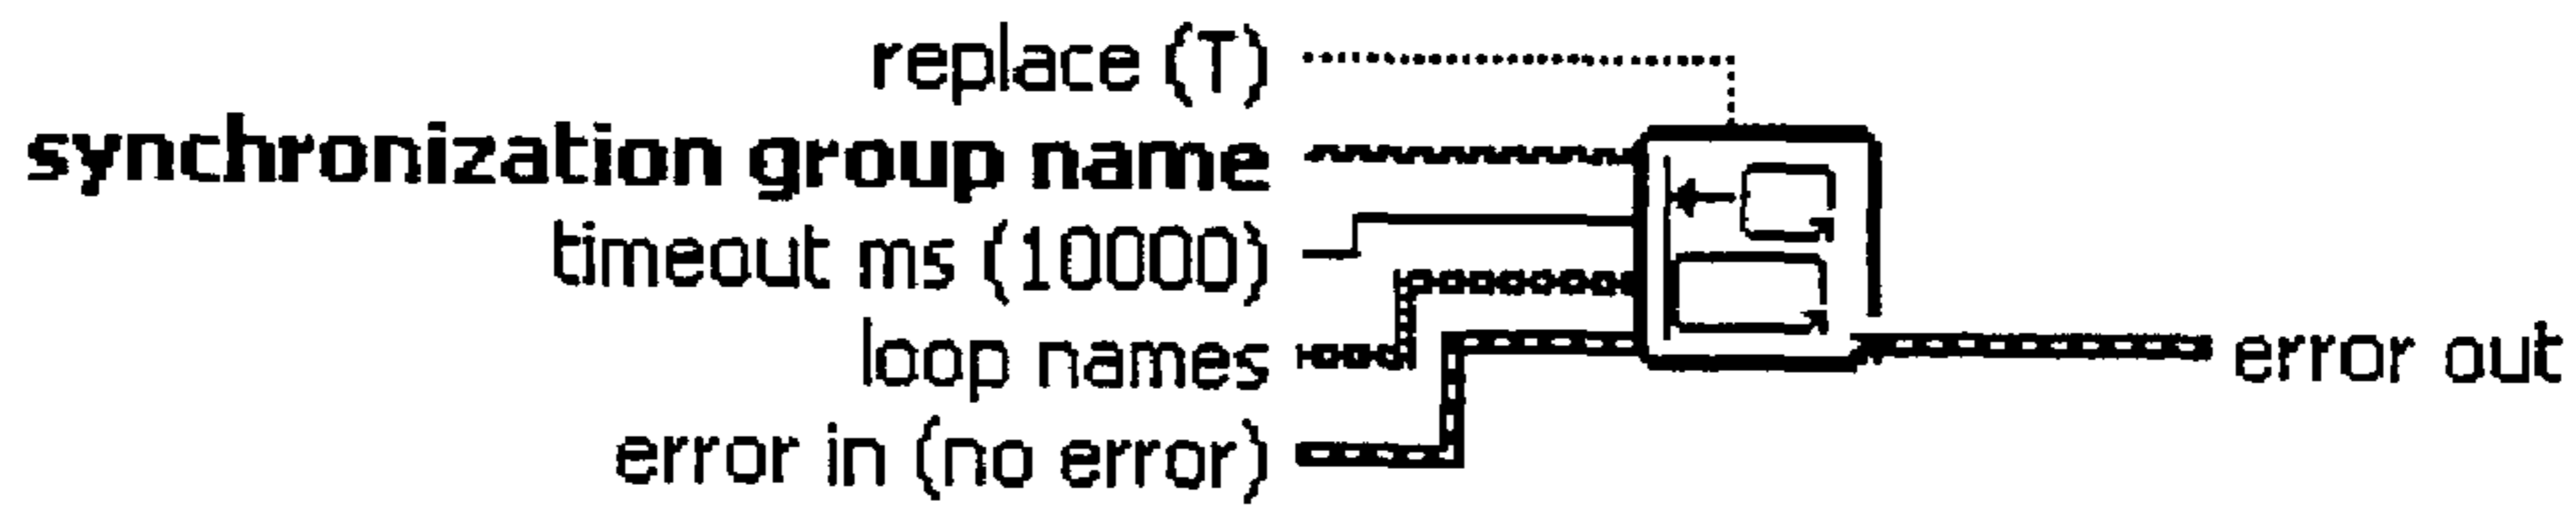 replace (T)
synchronization group name
timeout ms (10000)
loop names
error in (no error)
error out